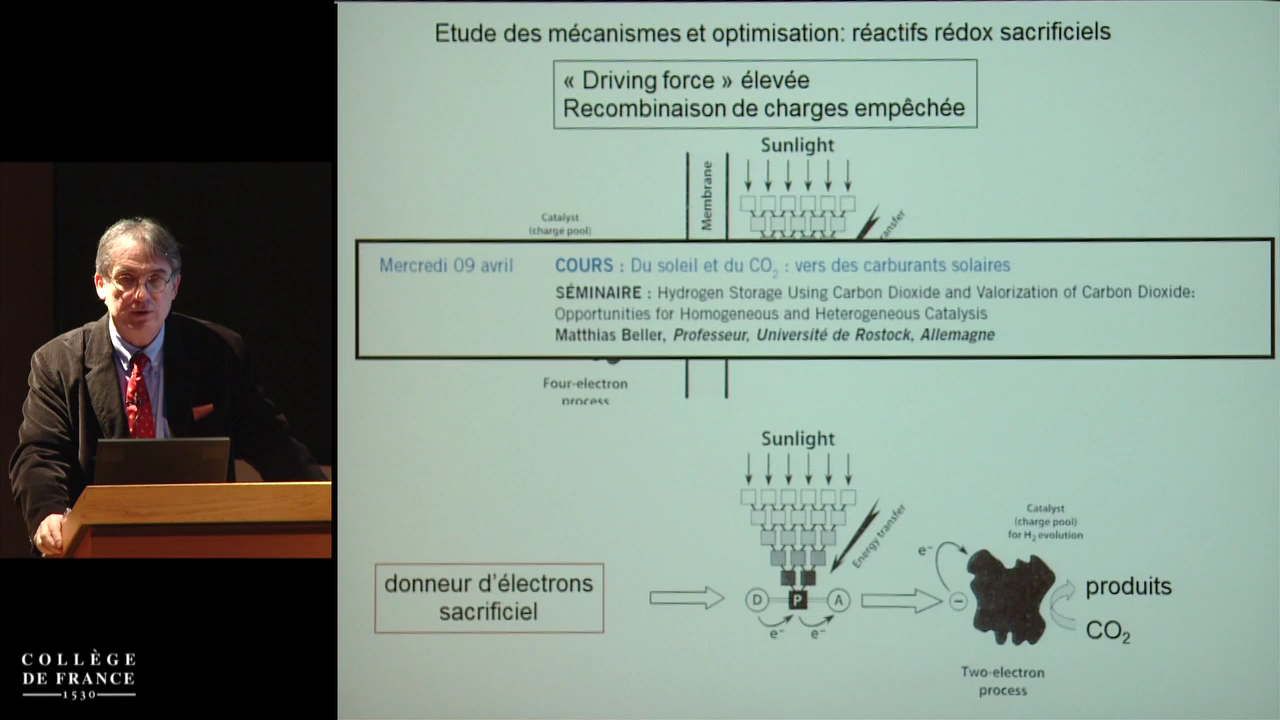 Etude des mécanismes et optimisation: réactifs rédox sacrificiels
« Driving force » élevée
Recombinaison de charges empêchée
Sunlight
Membrane
Catalyst
(charge pool)
Mercredi 09 avril
COURS : Du soleil et du CO₂ : vers des carburants solaires
SÉMINAIRE : Hydrogen Storage Using Carbon Dioxide and Valorization of Carbon Dioxide:
Opportunities for Homogeneous and Heterogeneous Catalysis
Matthias Beller, Professeur, Université de Rostock, Allemagne
Four-electron
process
Sunlight
Energy transfer
donneur d'électrons
sacrificiel
D
P
A
e⁻
e⁻
e⁻
−
Catalyst
(charge pool)
for H₂ evolution
produits
CO₂
Two-electron
process
COLLÈGE
DE FRANCE
1530